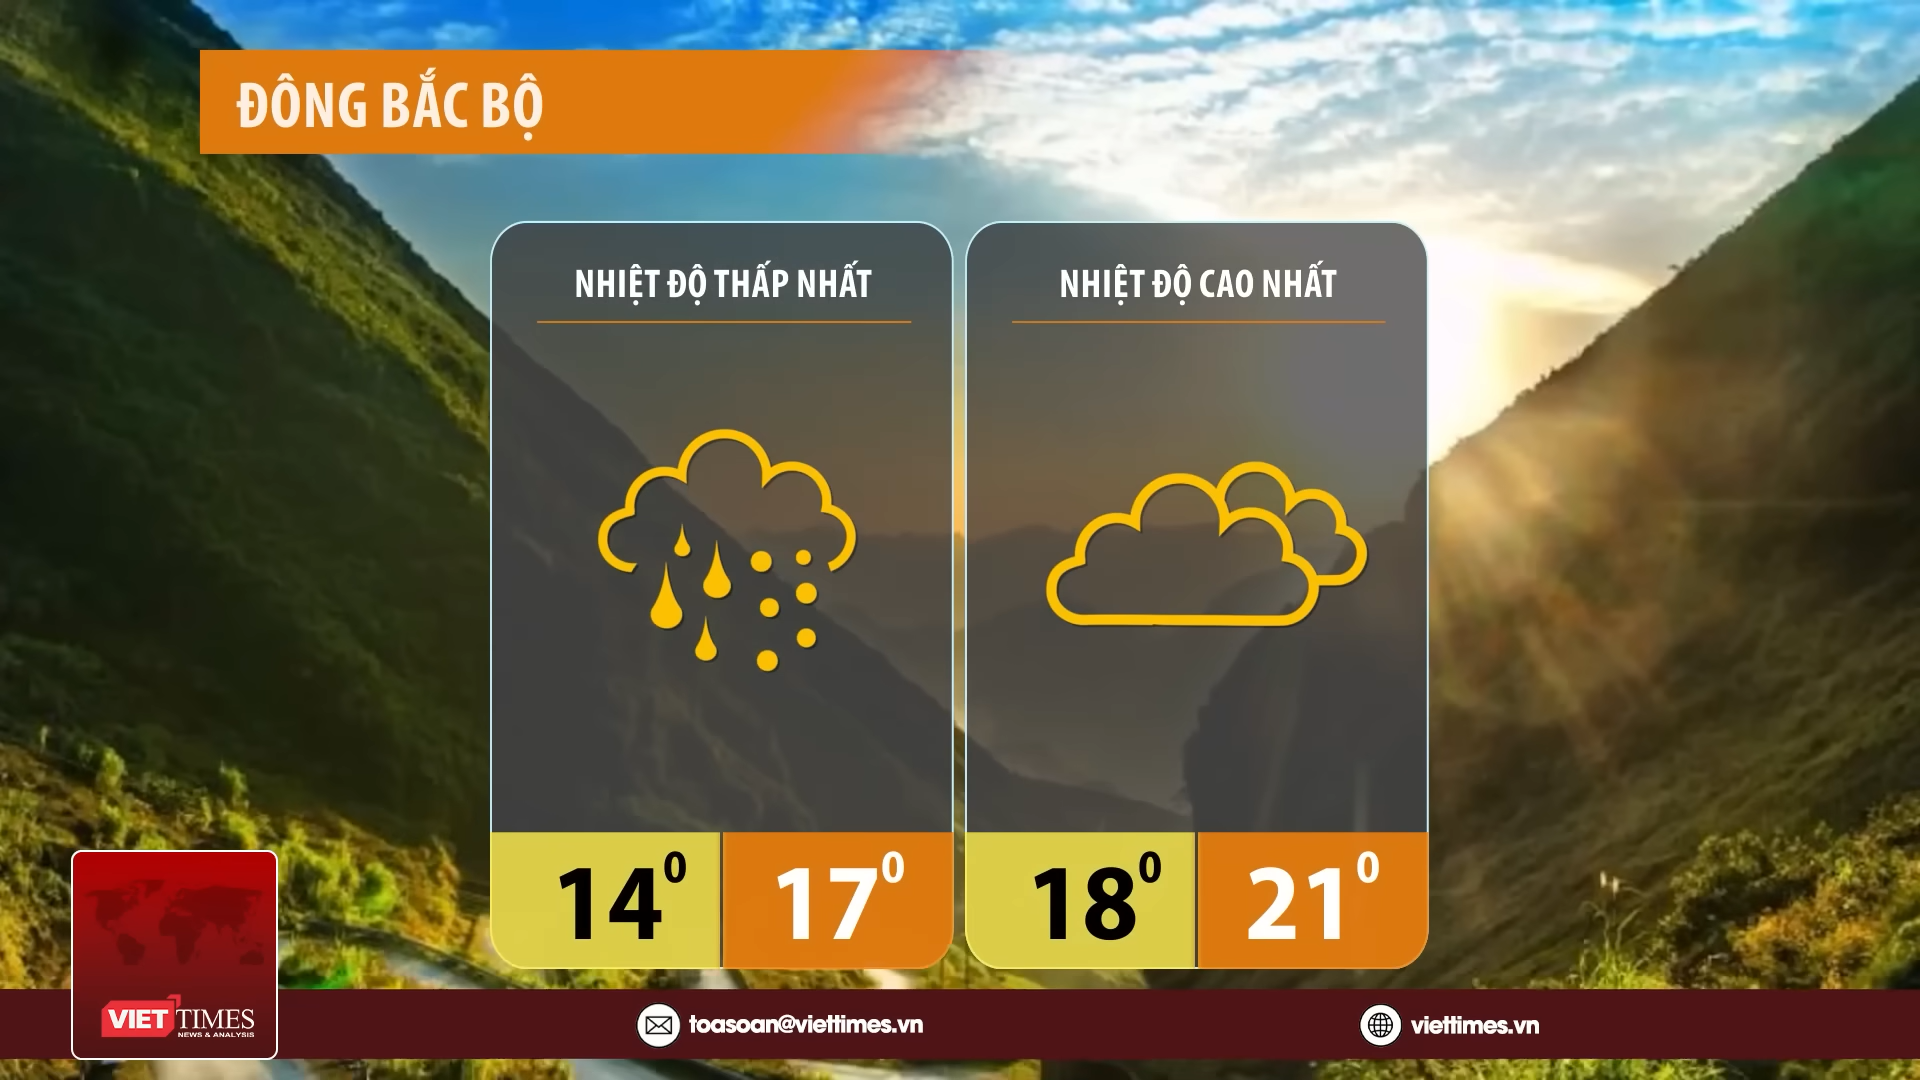 ĐÔNG BẮC BỘ
NHIỆT ĐỘ THẤP NHẤT
NHIỆT ĐỘ CAO NHẤT
14⁰
17⁰
18⁰
21⁰
VIETTIMES
NEWS & ANALYSIS
toasoan@viettimes.vn
viettimes.vn